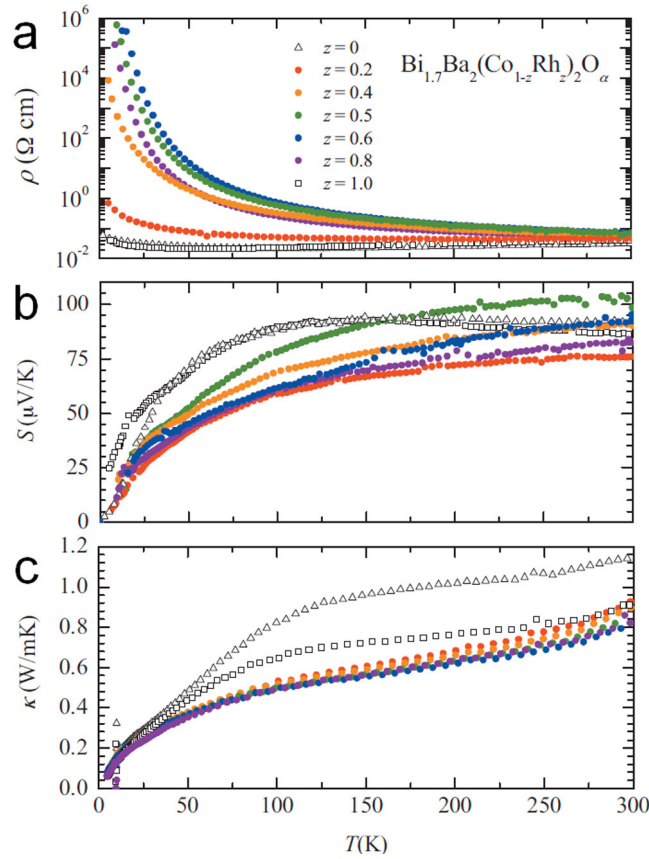 a
10^6
10^4
10^2
10^0
10^-2
ρ (Ω cm)
z = 0
z = 0.2
z = 0.4
z = 0.5
z = 0.6
z = 0.8
z = 1.0
Bi1.7Ba2(Co1-zRhz)2Oα
b
100
75
50
25
0
S (μV/K)
c
1.2
1.0
0.8
0.6
0.4
0.2
0.0
κ (W/mK)
0 50 100 150 200 250 300
T(K)